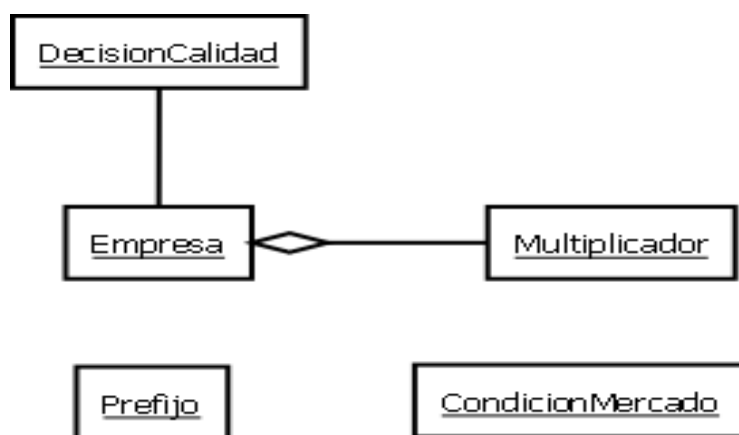 DecisionCalidad
Empresa
Multiplicador
Prefijo
CondicionMercado